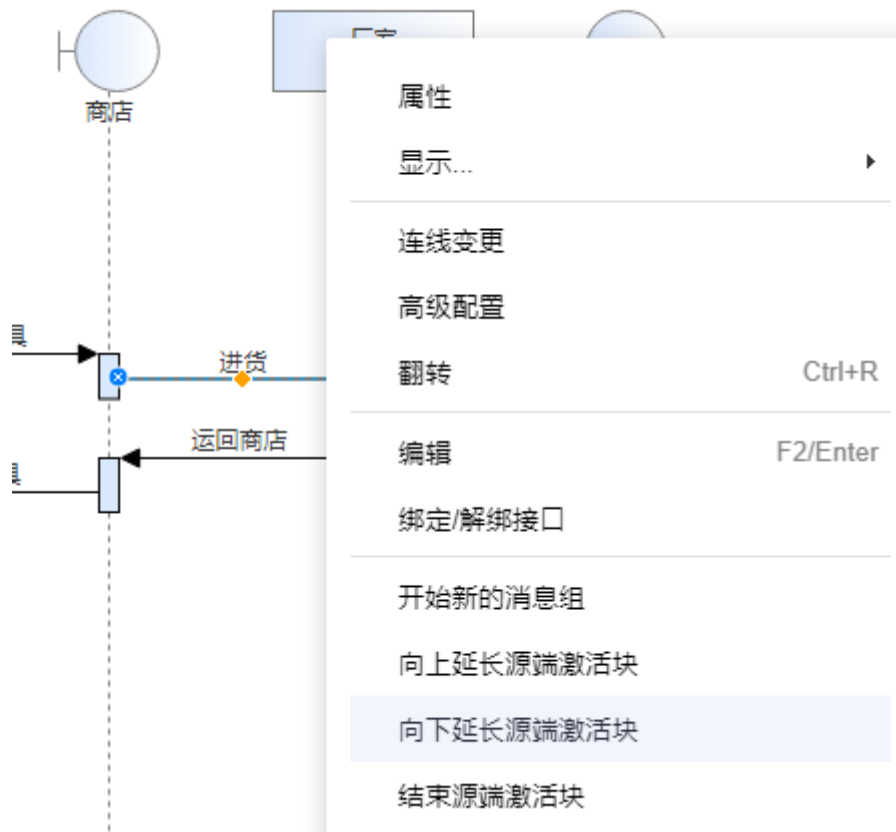 商店
属性
显示...
连线变更
高级配置
翻转 Ctrl+R
进货
运回商店
编辑 F2/Enter
绑定/解绑接口
开始新的消息组
向上延长源端激活块
向下延长源端激活块
结束源端激活块